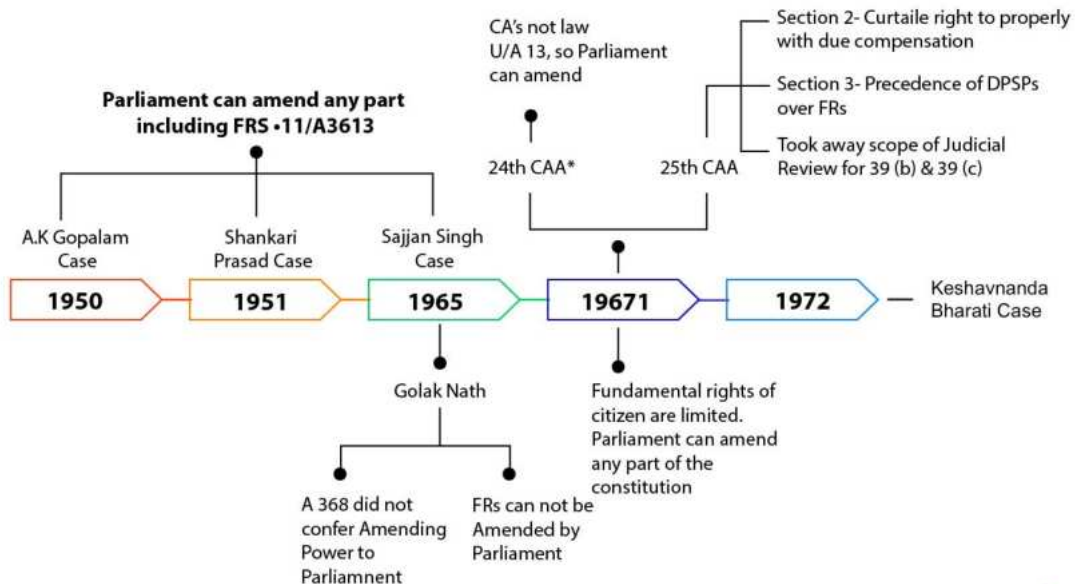 CA's not law
U/A 13, so Parliament
can amend
Section 2- Curtaile right to properly
with due compensation
Section 3- Precedence of DPSPs
over FRs
Took away scope of Judicial
Review for 39 (b) & 39 (c)
Parliament can amend any part
including FRS •11/A3613
24th CAA*
25th CAA
A.K Gopalam
Case
Shankari
Prasad Case
Sajjan Singh
Case
1950
1951
1965
19671
1972
Keshavnanda
Bharati Case
Golak Nath
Fundamental rights of
citizen are limited.
Parliament can amend
any part of the
constitution
A 368 did not
confer Amending
Power to
Parliamnent
FRs can not be
Amended by
Parliament